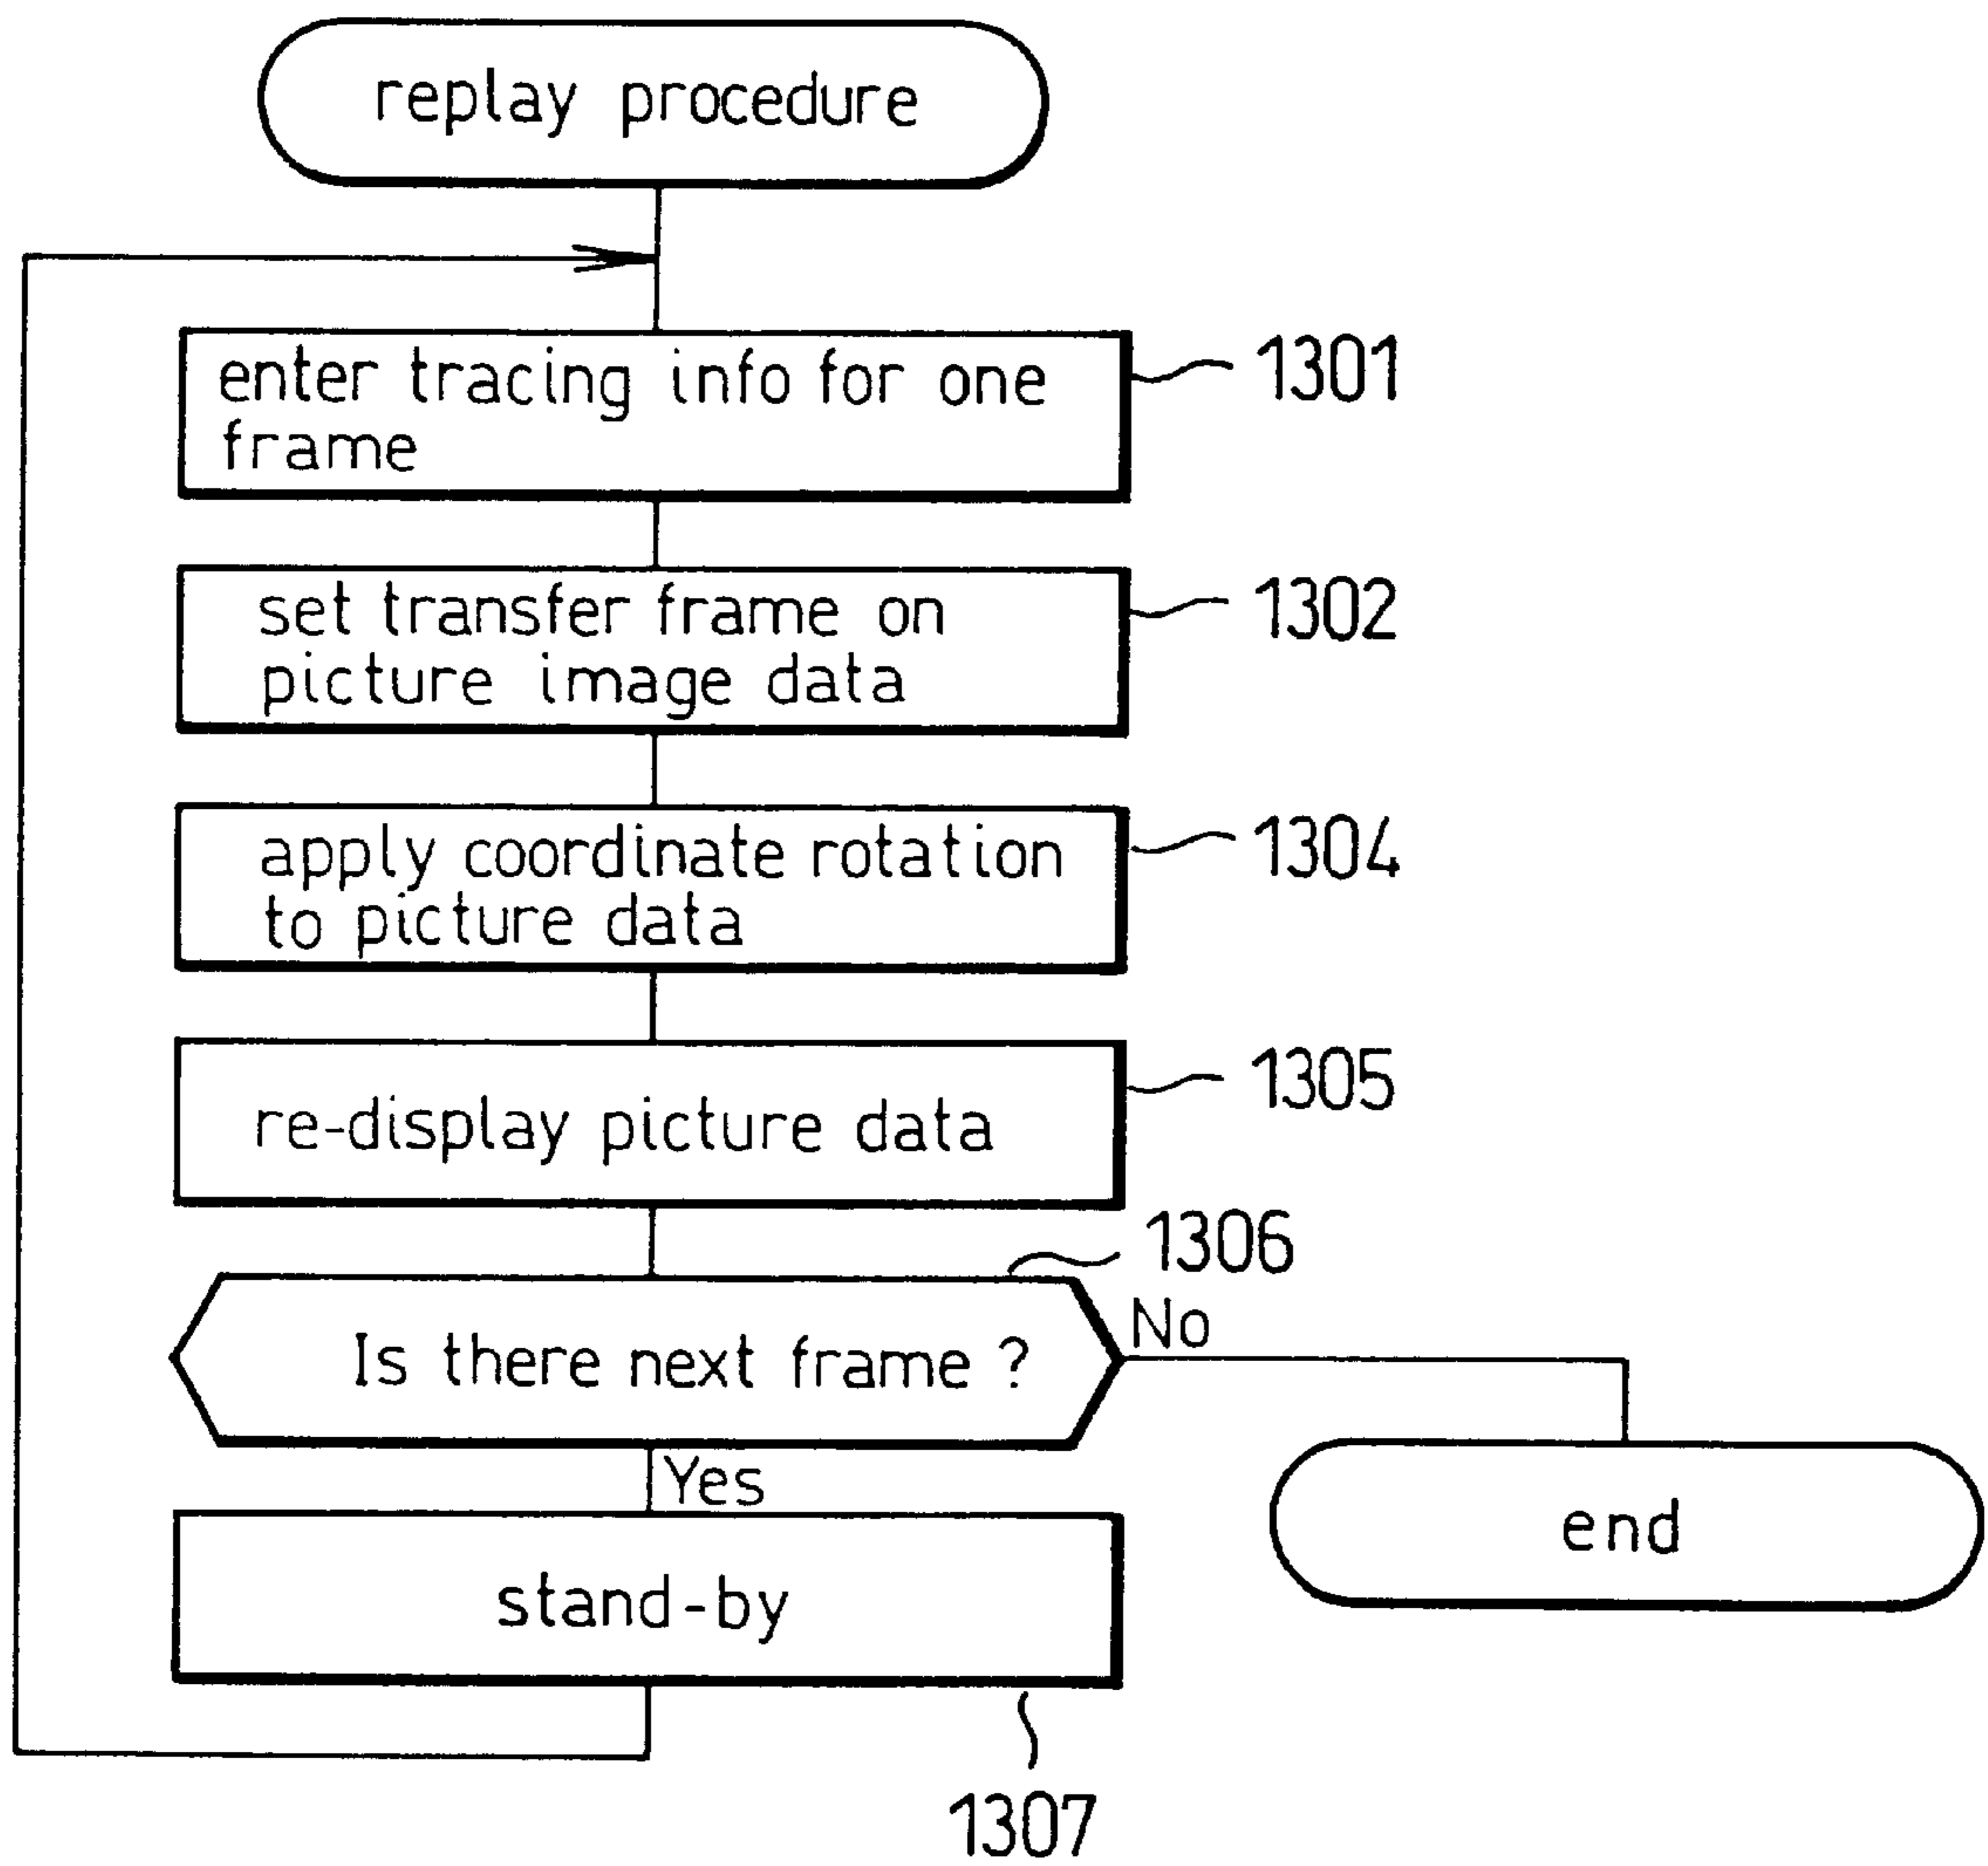 replay procedure
enter tracing info for one
frame
1301
set transfer frame on
picture image data
1302
apply coordinate rotation
to picture data
1304
re-display picture data
1305
1306
Is there next frame ?
No
Yes
end
stand-by
1307